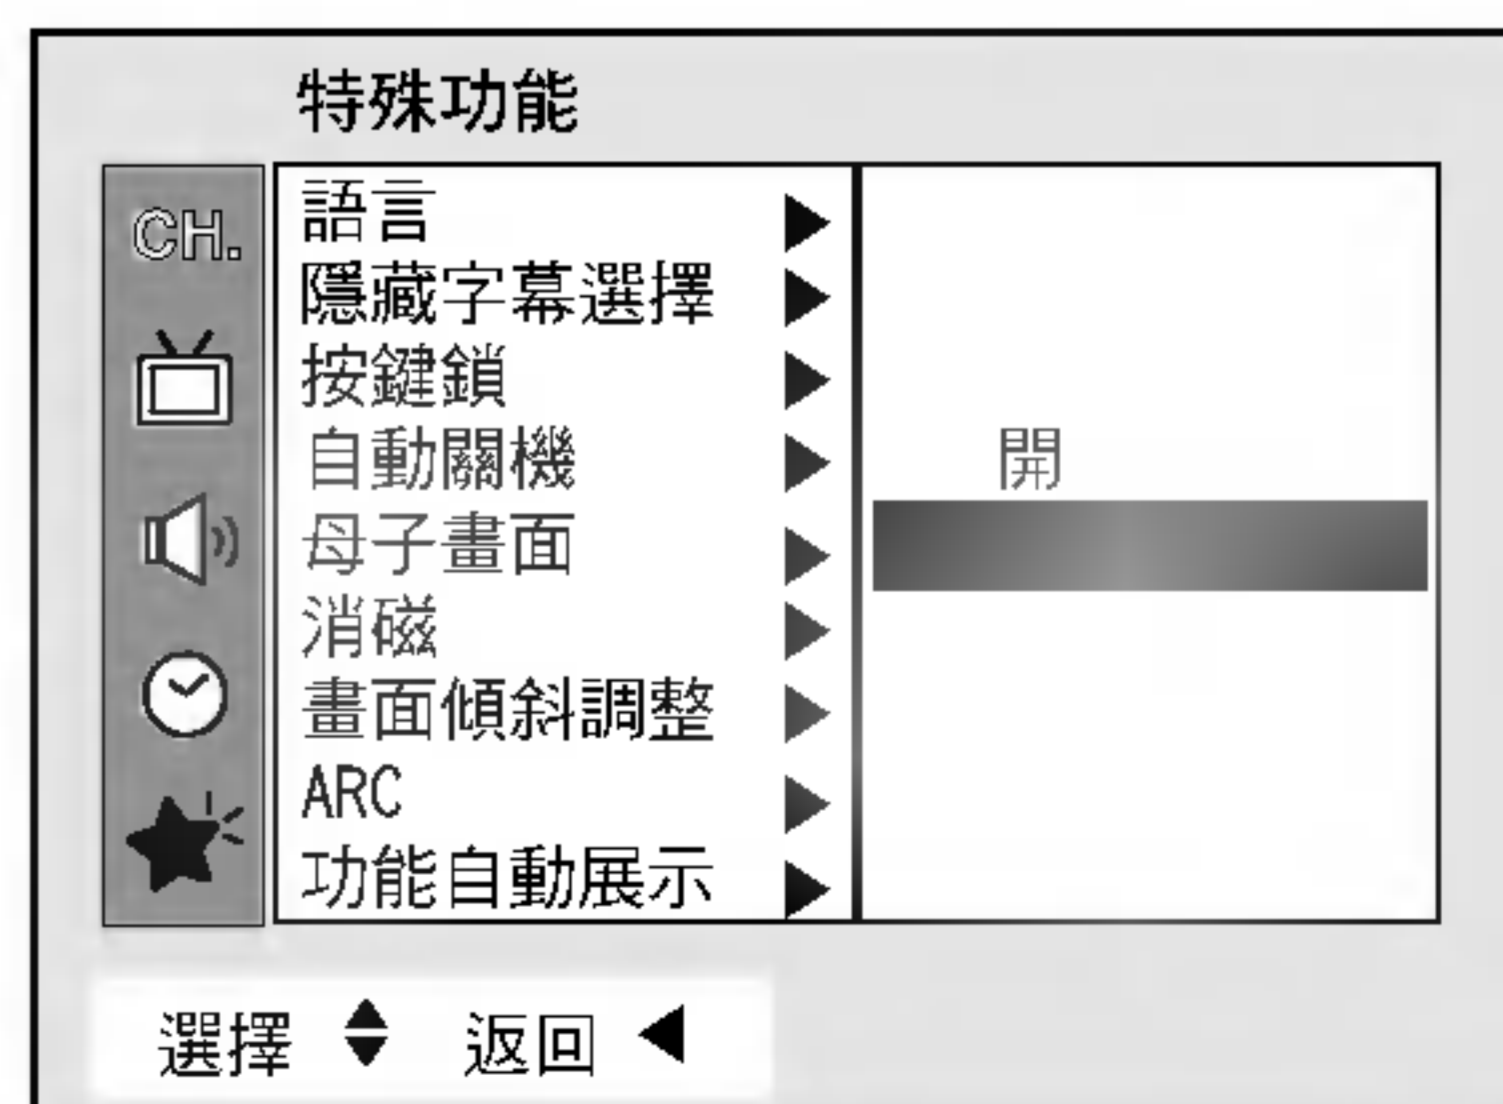 特殊功能
CH.
語言
隱藏字幕選擇
按鍵鎖
自動關機
開
母子畫面
消磁
畫面傾斜調整
ARC
功能自動展示
選擇 返回